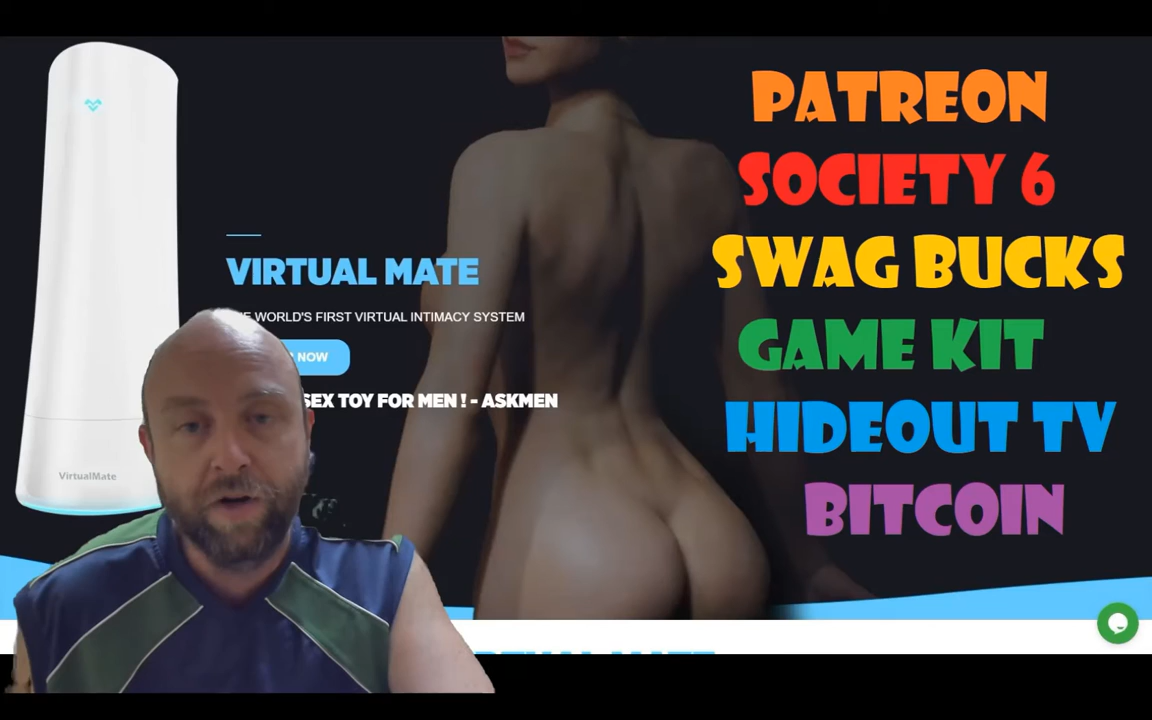 PATREON
SOCIETY 6
SWAG BUCKS
GAME KIT
HIDEOUT TV
BITCOIN
VIRTUAL MATE
WORLD'S FIRST VIRTUAL INTIMACY SYSTEM
NOW
SEX TOY FOR MEN ! - ASKMEN
VirtualMate